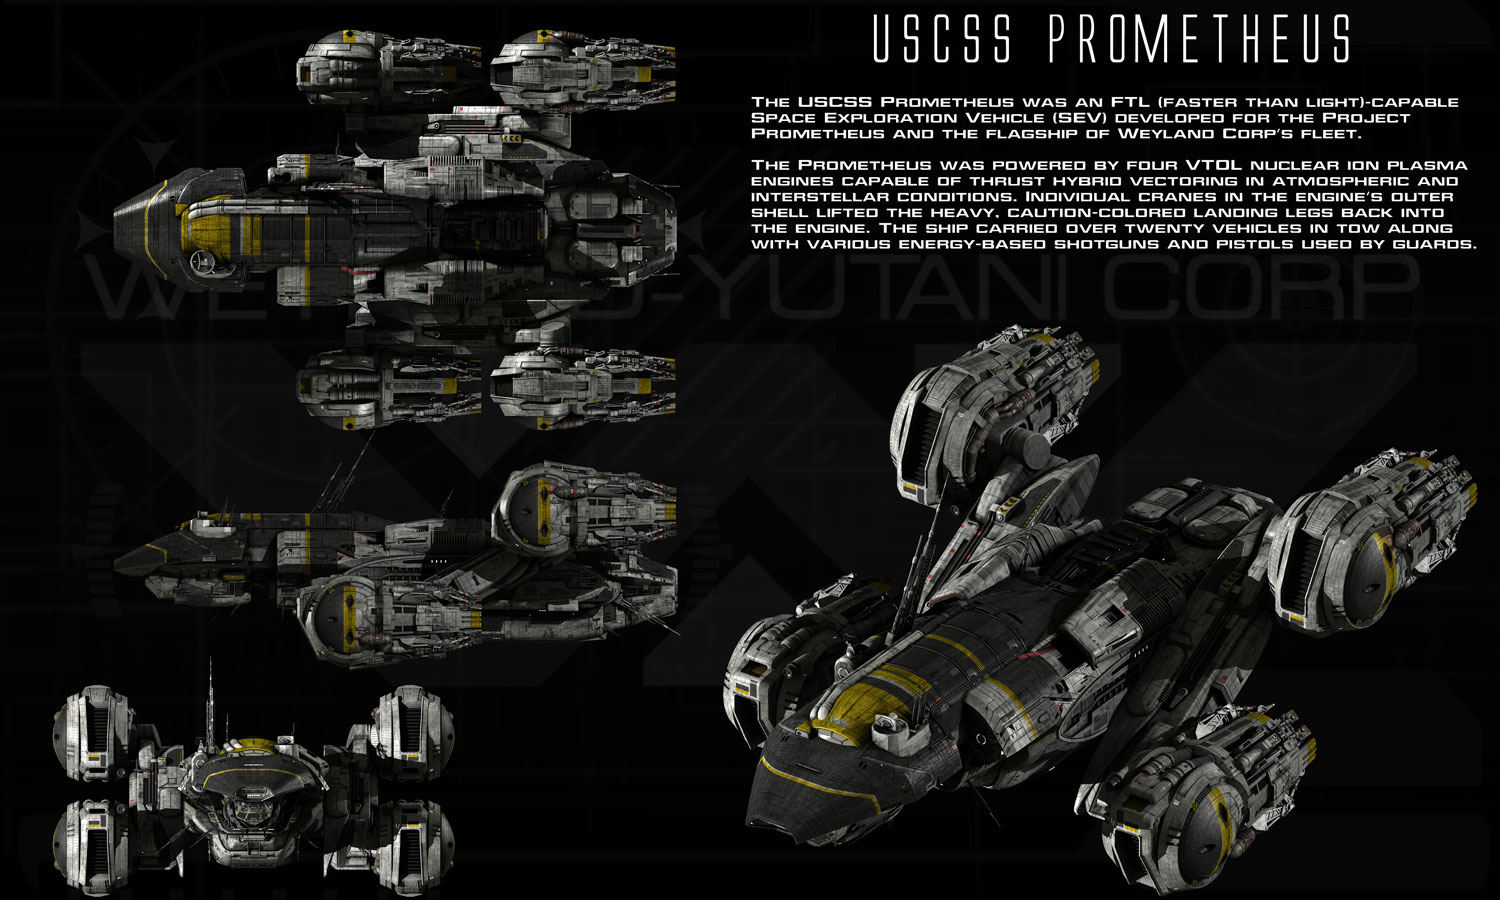 USCSS PROMETHEUS
The USCSS Prometheus was an FTL (faster than light)-capable
Space Exploration Vehicle (SEV) developed for the Project
Prometheus and the flagship of Weyland Corp's fleet.
The Prometheus was powered by four VTOL nuclear ion plasma
engines capable of thrust hybrid vectoring in atmospheric and
interstellar conditions. Individual cranes in the engine's outer
shell lifted the heavy, caution-colored landing legs back into
the engine. The ship carried over twenty vehicles in tow along
with various energy-based shotguns and pistols used by guards.
WEY D-YUTANI CORP